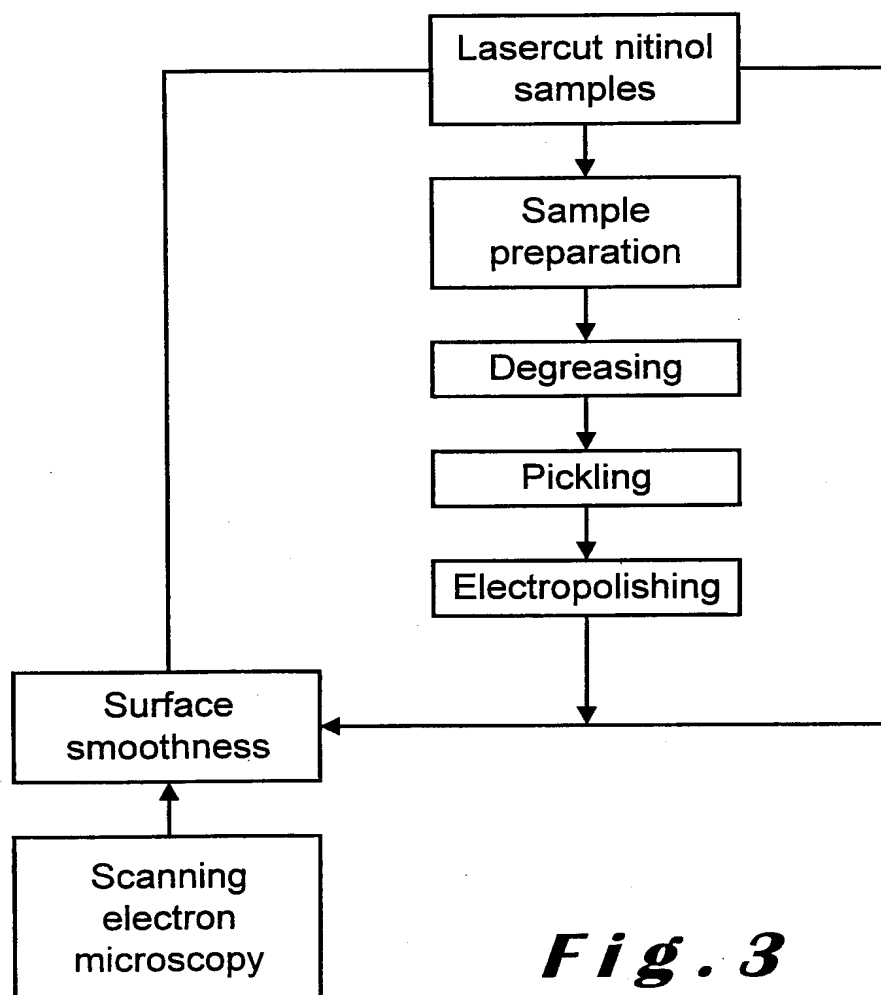 Lasercut nitinol
samples
Sample
preparation
Degreasing
Pickling
Electropolishing
Surface
smoothness
Scanning
electron
microscopy
Fig. 3